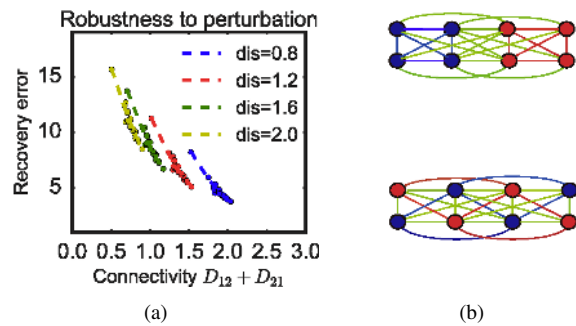 Robustness to perturbation
dis=0.8
dis=1.2
dis=1.6
dis=2.0
Recovery error
15
10
5
0.0 0.5 1.0 1.5 2.0 2.5 3.0
Connectivity D₁₂ + D₂₁
(a) (b)